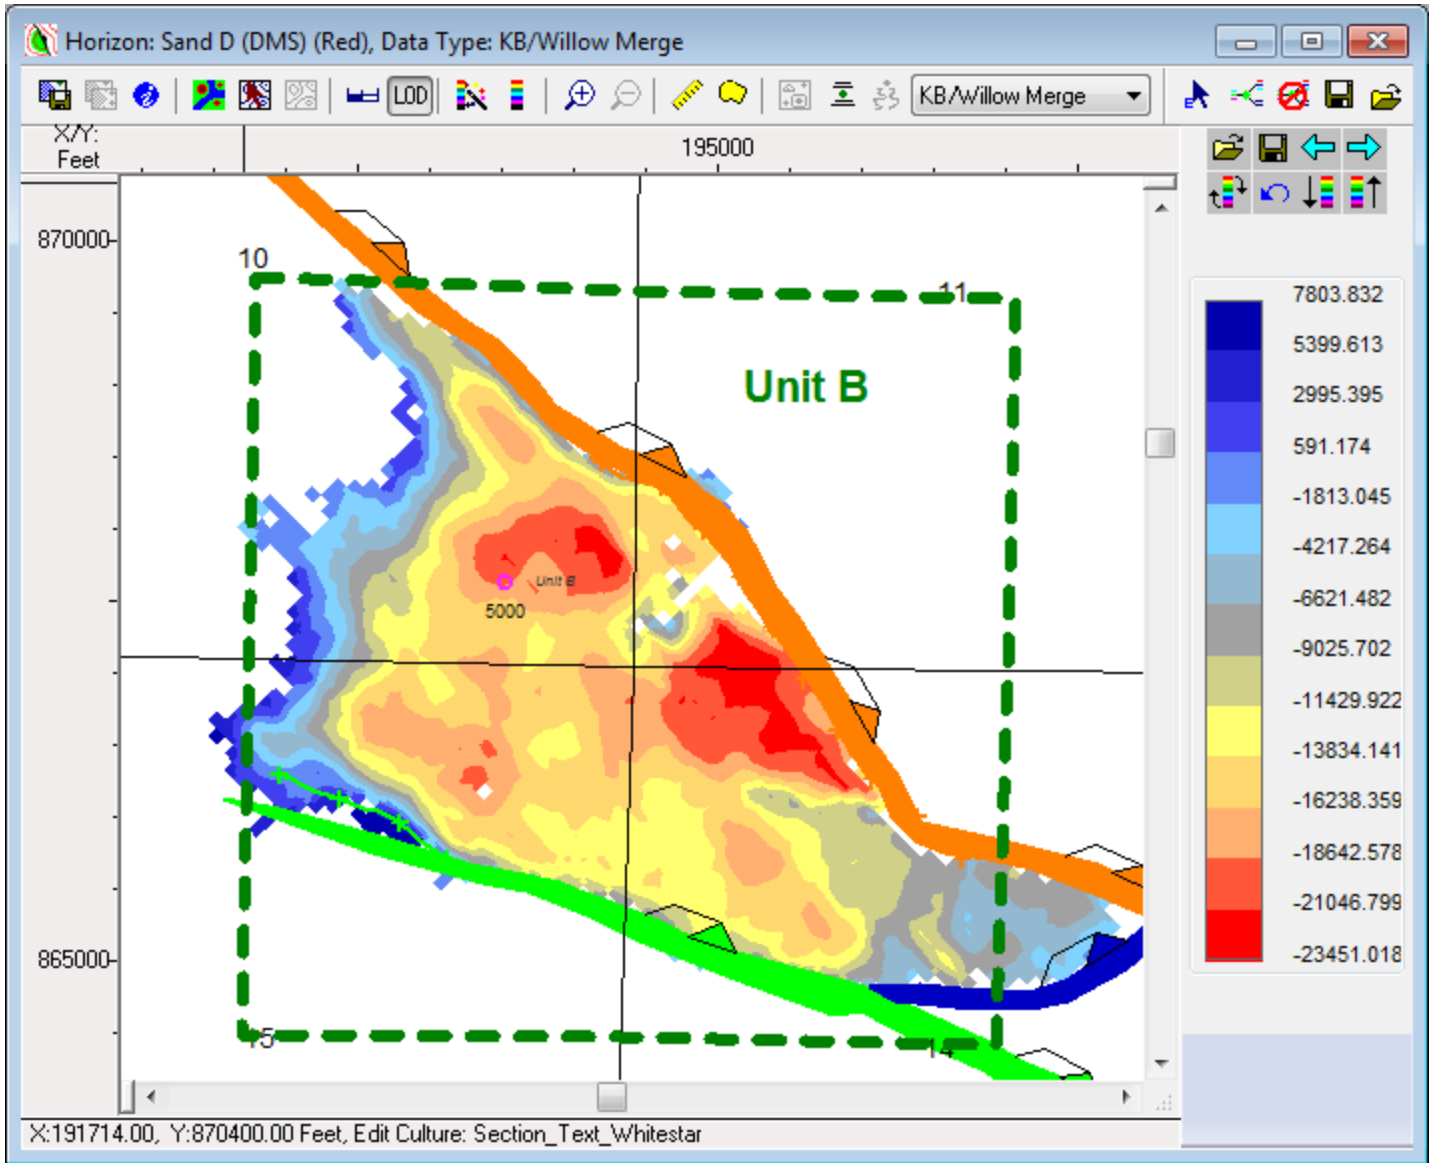 Horizon: Sand D (DMS) (Red), Data Type: KB/Willow Merge
LOD
KB/Willow Merge
X/Y:
Feet
195000
870000
865000
10
11
Unit B
Unit B
5000
15
14
7803.832
5399.613
2995.395
591.174
-1813.045
-4217.264
-6621.482
-9025.702
-11429.922
-13834.141
-16238.359
-18642.578
-21046.799
-23451.018
X:191714.00, Y:870400.00 Feet, Edit Culture: Section_Text_Whitestar